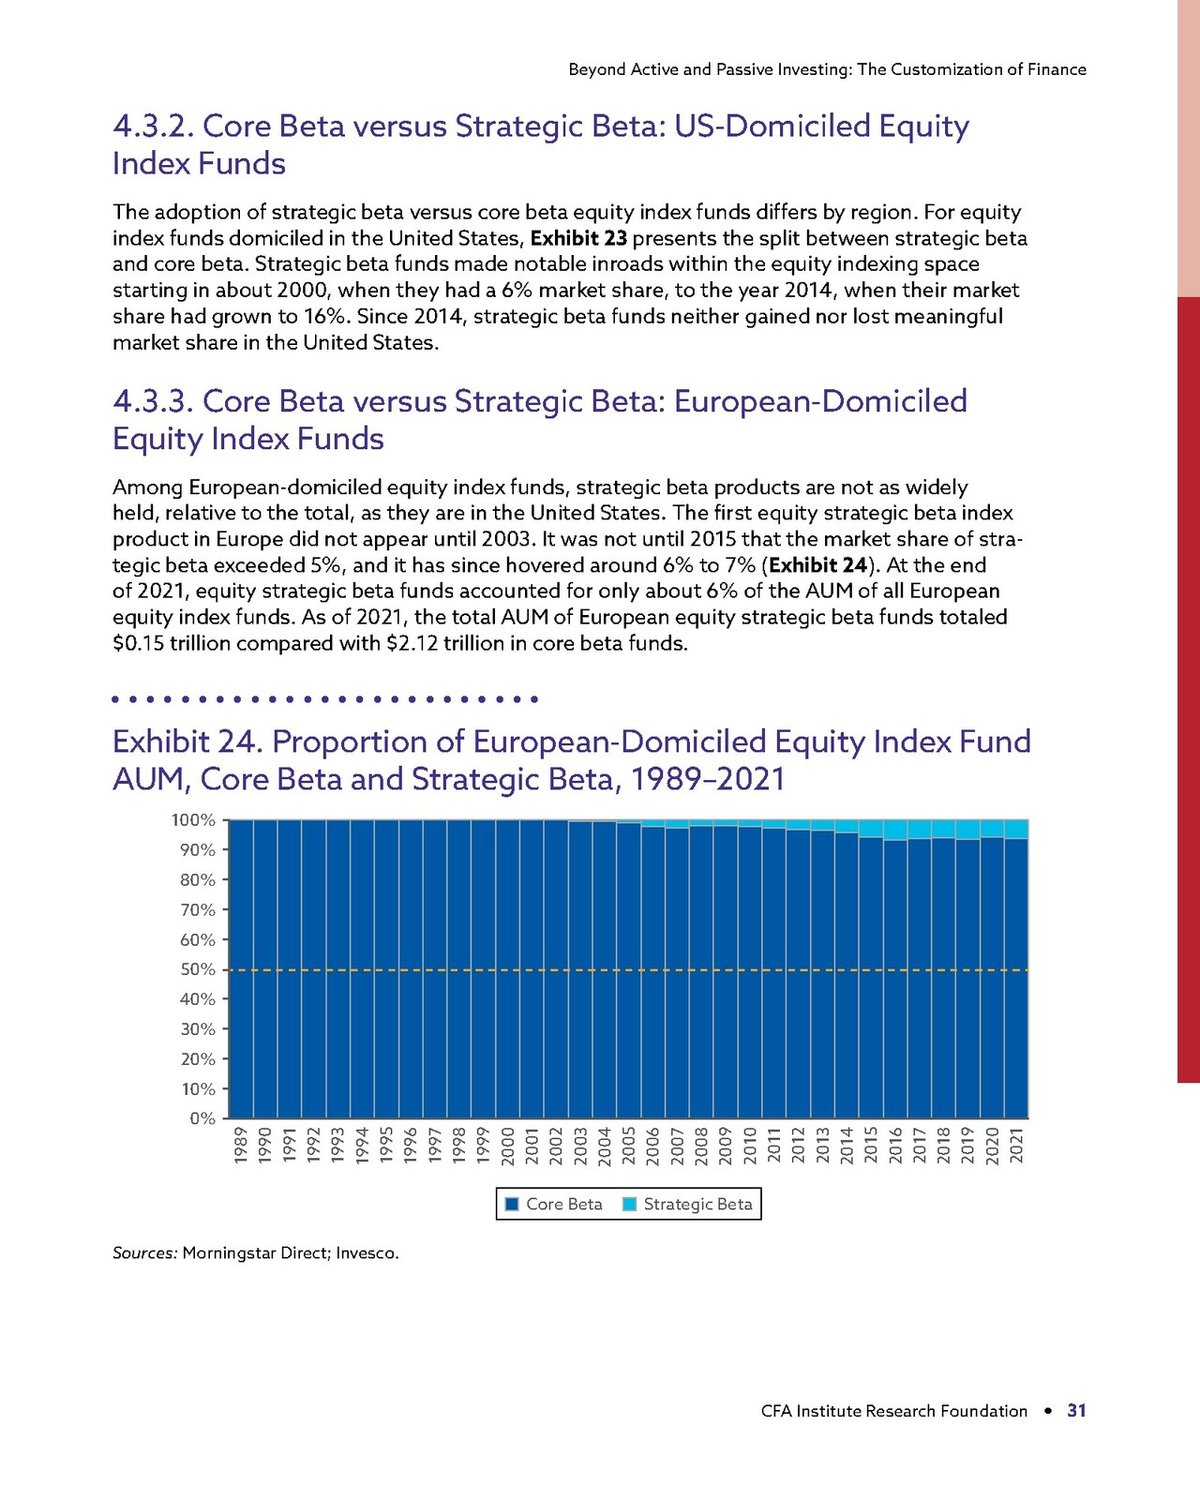 Beyond Active and Passive Investing: The Customization of Finance
4.3.2. Core Beta versus Strategic Beta: US-Domiciled Equity
Index Funds
The adoption of strategic beta versus core beta equity index funds differs by region. For equity
index funds domiciled in the United States, Exhibit 23 presents the split between strategic beta
and core beta. Strategic beta funds made notable inroads within the equity indexing space
starting in about 2000, when they had a 6% market share, to the year 2014, when their market
share had grown to 16%. Since 2014, strategic beta funds neither gained nor lost meaningful
market share in the United States.
4.3.3. Core Beta versus Strategic Beta: European-Domiciled
Equity Index Funds
Among European-domiciled equity index funds, strategic beta products are not as widely
held, relative to the total, as they are in the United States. The first equity strategic beta index
product in Europe did not appear until 2003. It was not until 2015 that the market share of stra-
tegic beta exceeded 5%, and it has since hovered around 6% to 7% (Exhibit 24). At the end
of 2021, equity strategic beta funds accounted for only about 6% of the AUM of all European
equity index funds. As of 2021, the total AUM of European equity strategic beta funds totaled
$0.15 trillion compared with $2.12 trillion in core beta funds.
Exhibit 24. Proportion of European-Domiciled Equity Index Fund
AUM, Core Beta and Strategic Beta, 1989–2021
100%
90%
80%
70%
60%
50%
40%
30%
20%
10%
0%
1989
1990
1991
1992
1993
1994
1995
1996
1997
1998
1999
2000
2001
2002
2003
2004
2005
2006
2007
2008
2009
2010
2011
2012
2013
2014
2015
2016
2017
2018
2019
2020
2021
Core Beta Strategic Beta
Sources: Morningstar Direct; Invesco.
CFA Institute Research Foundation • 31